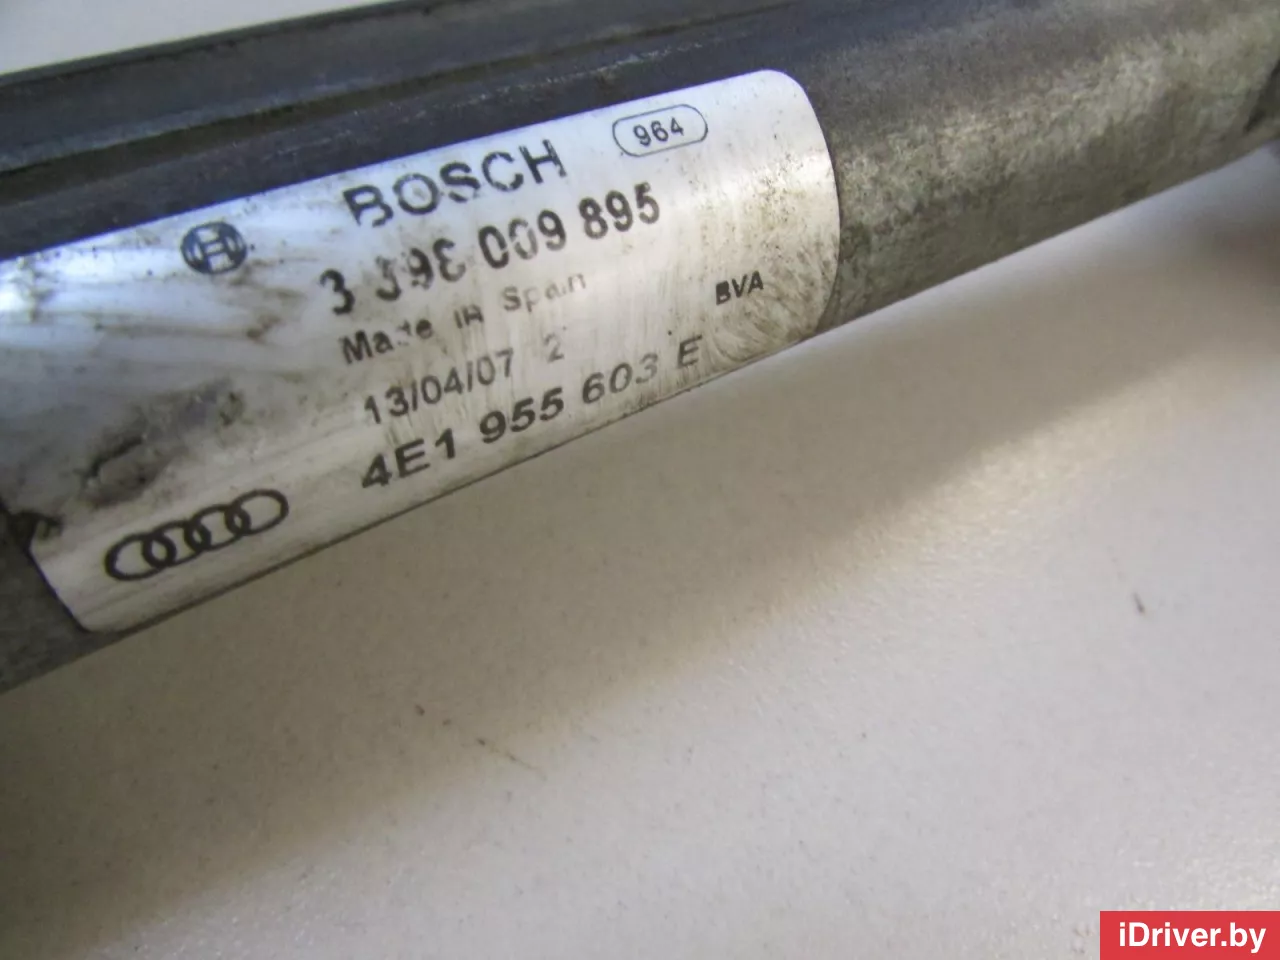 964
BOSCH
3 398 009 895
Made in Spain
BVA
13/04/07 2
4E1 955 603 E
iDriver.by